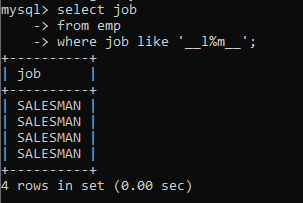 mysql> select job
-> from emp
-> where job like '__l%m__';
+----------+
| job      |
+----------+
| SALESMAN |
| SALESMAN |
| SALESMAN |
| SALESMAN |
+----------+
4 rows in set (0.00 sec)